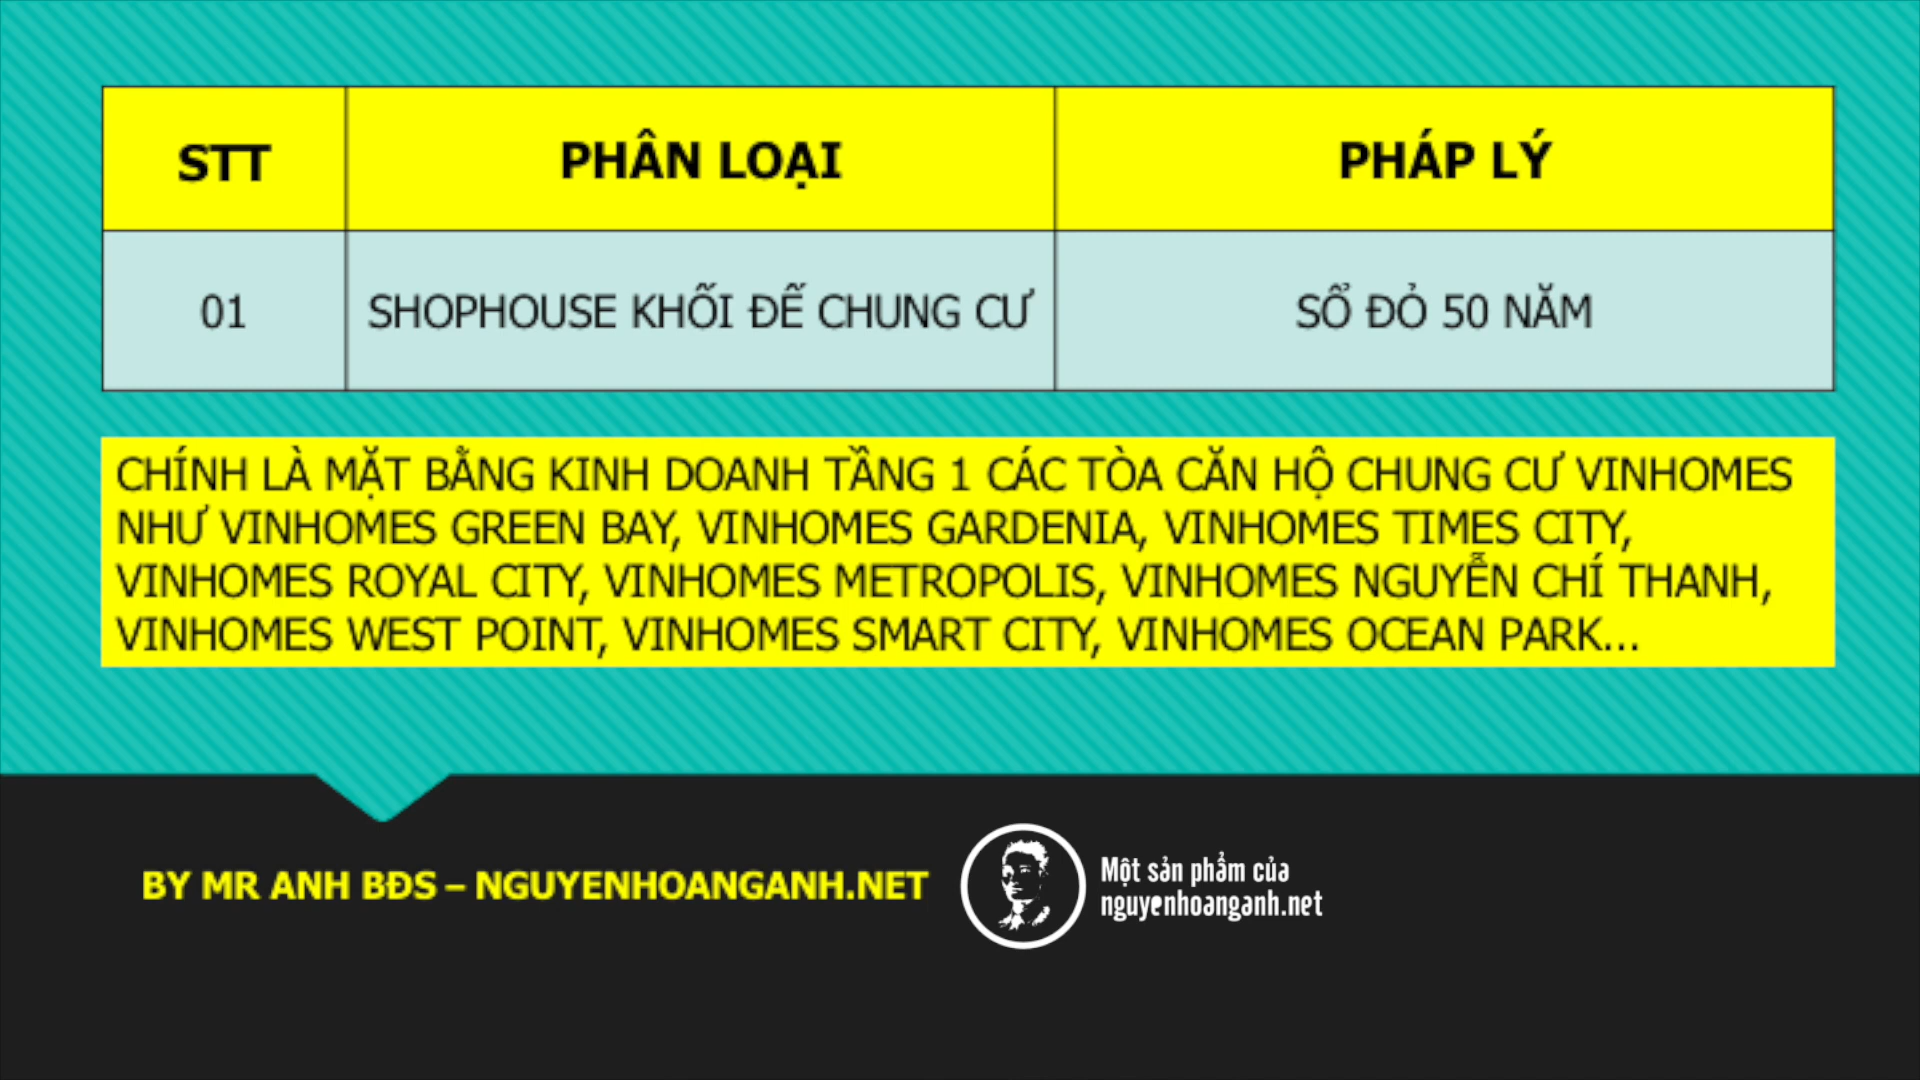 STT PHÂN LOẠI PHÁP LÝ
01 SHOPHOUSE KHỐI ĐẾ CHUNG CƯ SỔ ĐỎ 50 NĂM
CHÍNH LÀ MẶT BẰNG KINH DOANH TẦNG 1 CÁC TÒA CĂN HỘ CHUNG CƯ VINHOMES
NHƯ VINHOMES GREEN BAY, VINHOMES GARDENIA, VINHOMES TIMES CITY,
VINHOMES ROYAL CITY, VINHOMES METROPOLIS, VINHOMES NGUYỄN CHÍ THANH,
VINHOMES WEST POINT, VINHOMES SMART CITY, VINHOMES OCEAN PARK...
BY MR ANH BĐS – NGUYENHOANGANH.NET
Một sản phẩm của
nguyenhoanganh.net